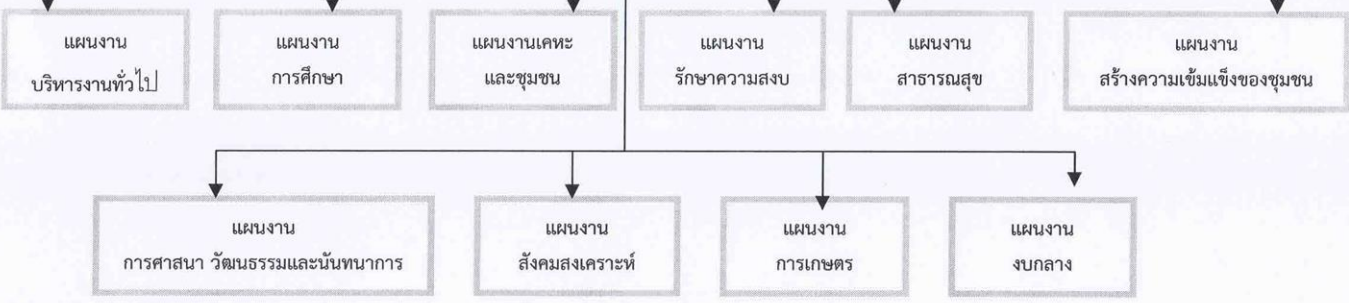 แผนงาน
บริหารงานทั่วไป
แผนงาน
การศึกษา
แผนงานเคหะ
และชุมชน
แผนงาน
รักษาความสงบ
แผนงาน
สาธารณสุข
แผนงาน
สร้างความเข้มแข็งของชุมชน
แผนงาน
การศาสนา วัฒนธรรมและนันทนาการ
แผนงาน
สังคมสงเคราะห์
แผนงาน
การเกษตร
แผนงาน
งบกลาง